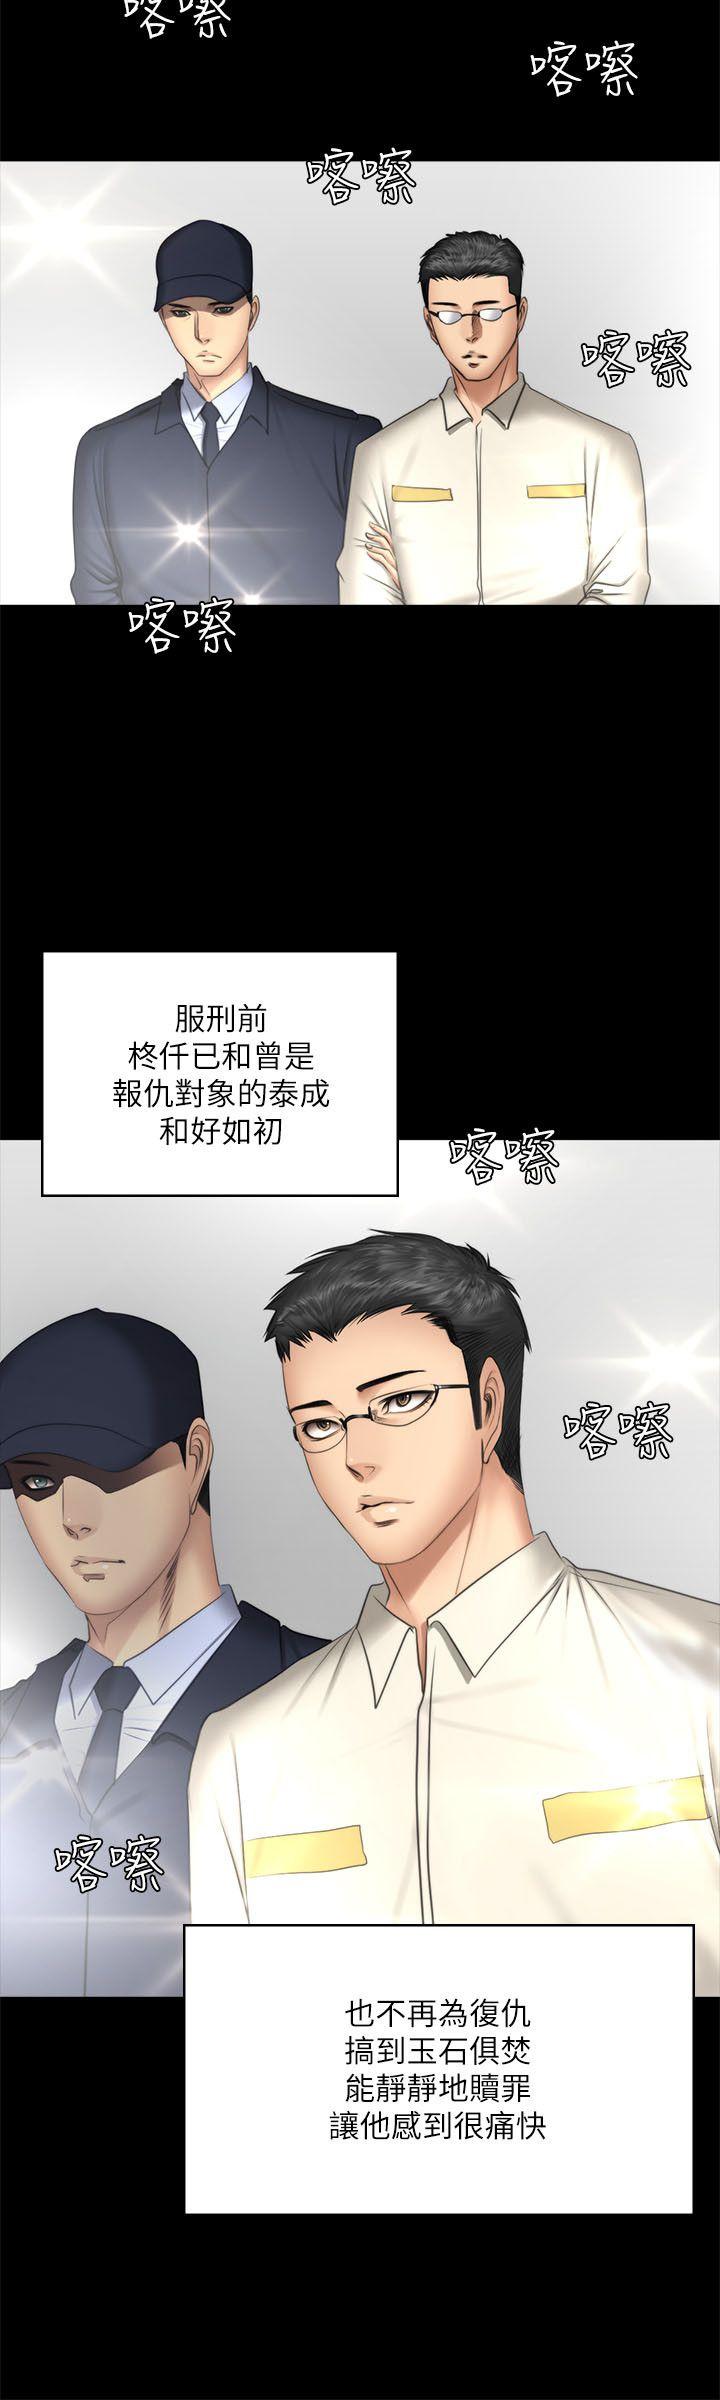 喀嚓
喀嚓
喀嚓
喀嚓
喀嚓
服刑前
柊仟已和曾是
報仇對象的泰成
和好如初
喀嚓
喀嚓
喀嚓
也不再為復仇
搞到玉石俱焚
能靜靜地贖罪
讓他感到很痛快